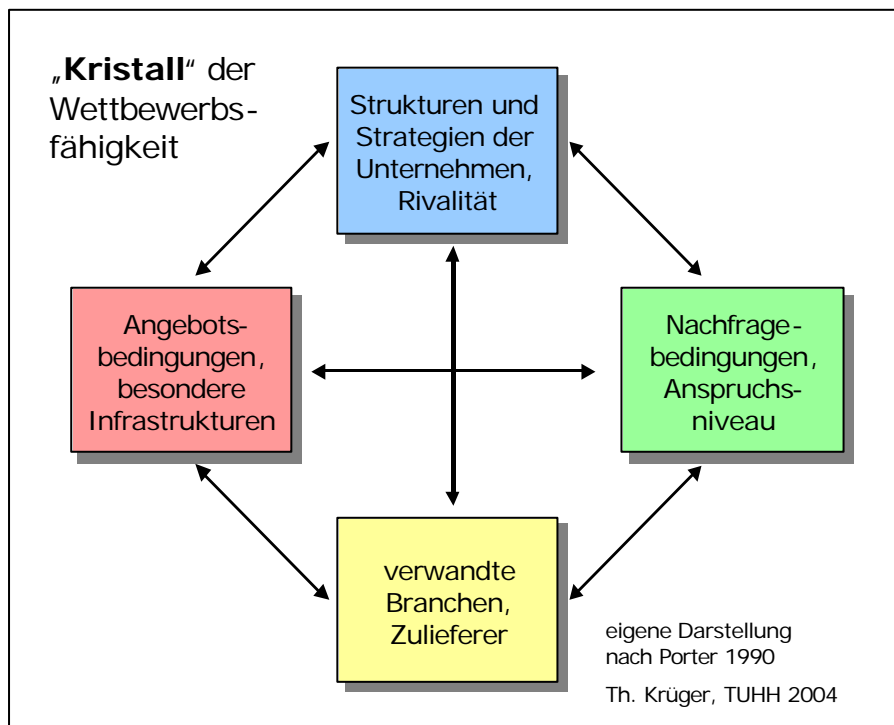 „Kristall“ der
Wettbewerbs-
fähigkeit
Strukturen und
Strategien der
Unternehmen,
Rivalität
Angebots-
bedingungen,
besondere
Infrastrukturen
Nachfrage-
bedingungen,
Anspruchs-
niveau
verwandte
Branchen,
Zulieferer
eigene Darstellung
nach Porter 1990
Th. Krüger, TUHH 2004